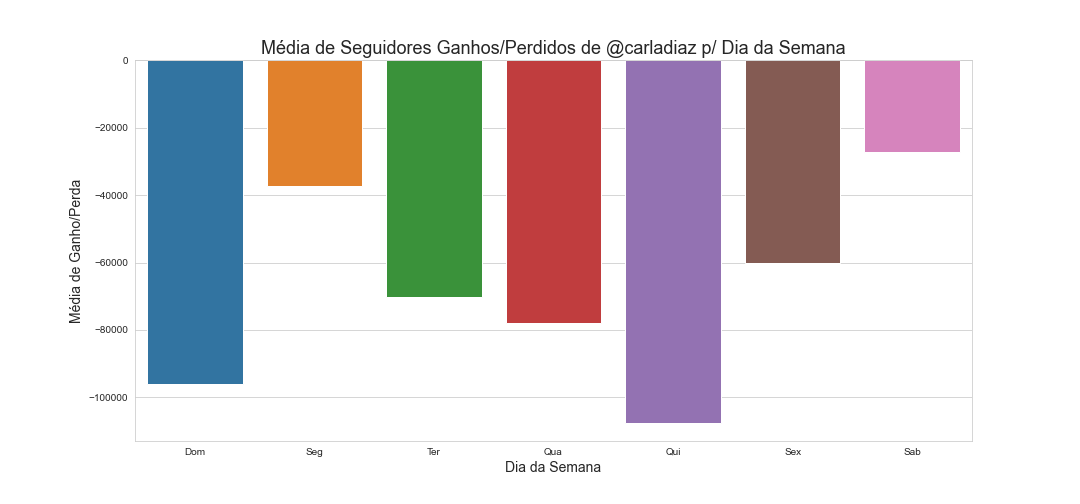 Média de Seguidores Ganhos/Perdidos de @carladiaz p/ Dia da Semana
Média de Ganho/Perda
0
−20000
−40000
−60000
−80000
−100000
Dom Seg Ter Qua Qui Sex Sab
Dia da Semana